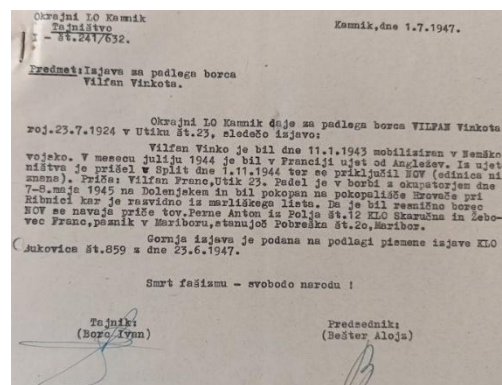 Okrajni LO Kamnik
Tajništvo
I - št.241/632.
Kamnik,dne 1.7.1947.
Predmet:Izjava za padlega borca
Vilfan Vinkota.
Okrajni LO Kamnik daje za padlega borca VILFAN Vinkota
roj.23.7.1924 v Utiku št.23, sledečo izjavo:
Vilfan Vinko je bil dne 11.1.1943 mobiliziran v Nemško
vojsko. V mesecu juliju 1944 je bil v Franciji ujet od Angležev. Iz ujet-
ništva je prišel v Split dne 1.11.1944 ter se priključil NOV (edinica ni
znana). Priča: Vilfan Franc,Utik 23. Padel je v borbi z okupatorjem dne
7-8.maja 1945 na Dolenjskem in bil pokopan na pokopališče Hrovače pri
Ribnici kar je razvidno iz mrliškega lista. Da je bil resnično borec
NOV se navaja priče tov.Perne Anton iz Polja št.12 KLO Skaručna in Žebo-
vec Franc,paznik v Mariboru,stanujoč Pobreška št.2o,Maribor.
Gornja izjava je podana na podlagi pismene izjave KLO
Bukovica št.859 z dne 23.6.1947.
Smrt fašizmu - svobodo narodu !
Tajnik:
(Borc Ivan)
Predsednik:
(Bešter Alojz)